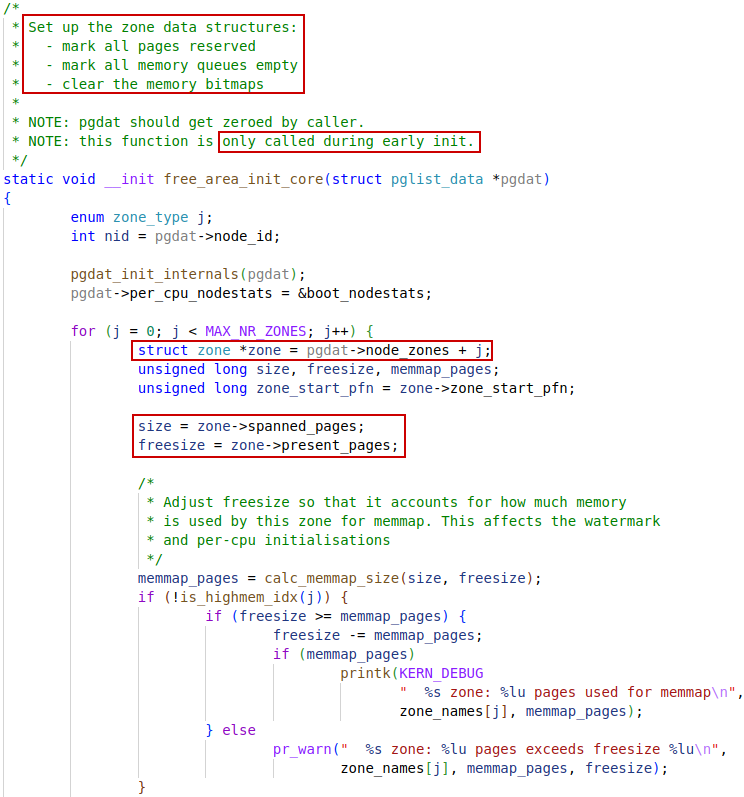 /*
 * Set up the zone data structures:
 *   - mark all pages reserved
 *   - mark all memory queues empty
 *   - clear the memory bitmaps
 *
 * NOTE: pgdat should get zeroed by caller.
 * NOTE: this function is only called during early init.
 */
static void __init free_area_init_core(struct pglist_data *pgdat)
{
        enum zone_type j;
        int nid = pgdat->node_id;

        pgdat_init_internals(pgdat);
        pgdat->per_cpu_nodestats = &boot_nodestats;

        for (j = 0; j < MAX_NR_ZONES; j++) {
                struct zone *zone = pgdat->node_zones + j;
                unsigned long size, freesize, memmap_pages;
                unsigned long zone_start_pfn = zone->zone_start_pfn;

                size = zone->spanned_pages;
                freesize = zone->present_pages;

                /*
                 * Adjust freesize so that it accounts for how much memory
                 * is used by this zone for memmap. This affects the watermark
                 * and per-cpu initialisations
                 */
                memmap_pages = calc_memmap_size(size, freesize);
                if (!is_highmem_idx(j)) {
                        if (freesize >= memmap_pages) {
                                freesize -= memmap_pages;
                                if (memmap_pages)
                                        printk(KERN_DEBUG
                                               "  %s zone: %lu pages used for memmap\n",
                                               zone_names[j], memmap_pages);
                        } else
                                pr_warn("  %s zone: %lu pages exceeds freesize %lu\n",
                                        zone_names[j], memmap_pages, freesize);
                }